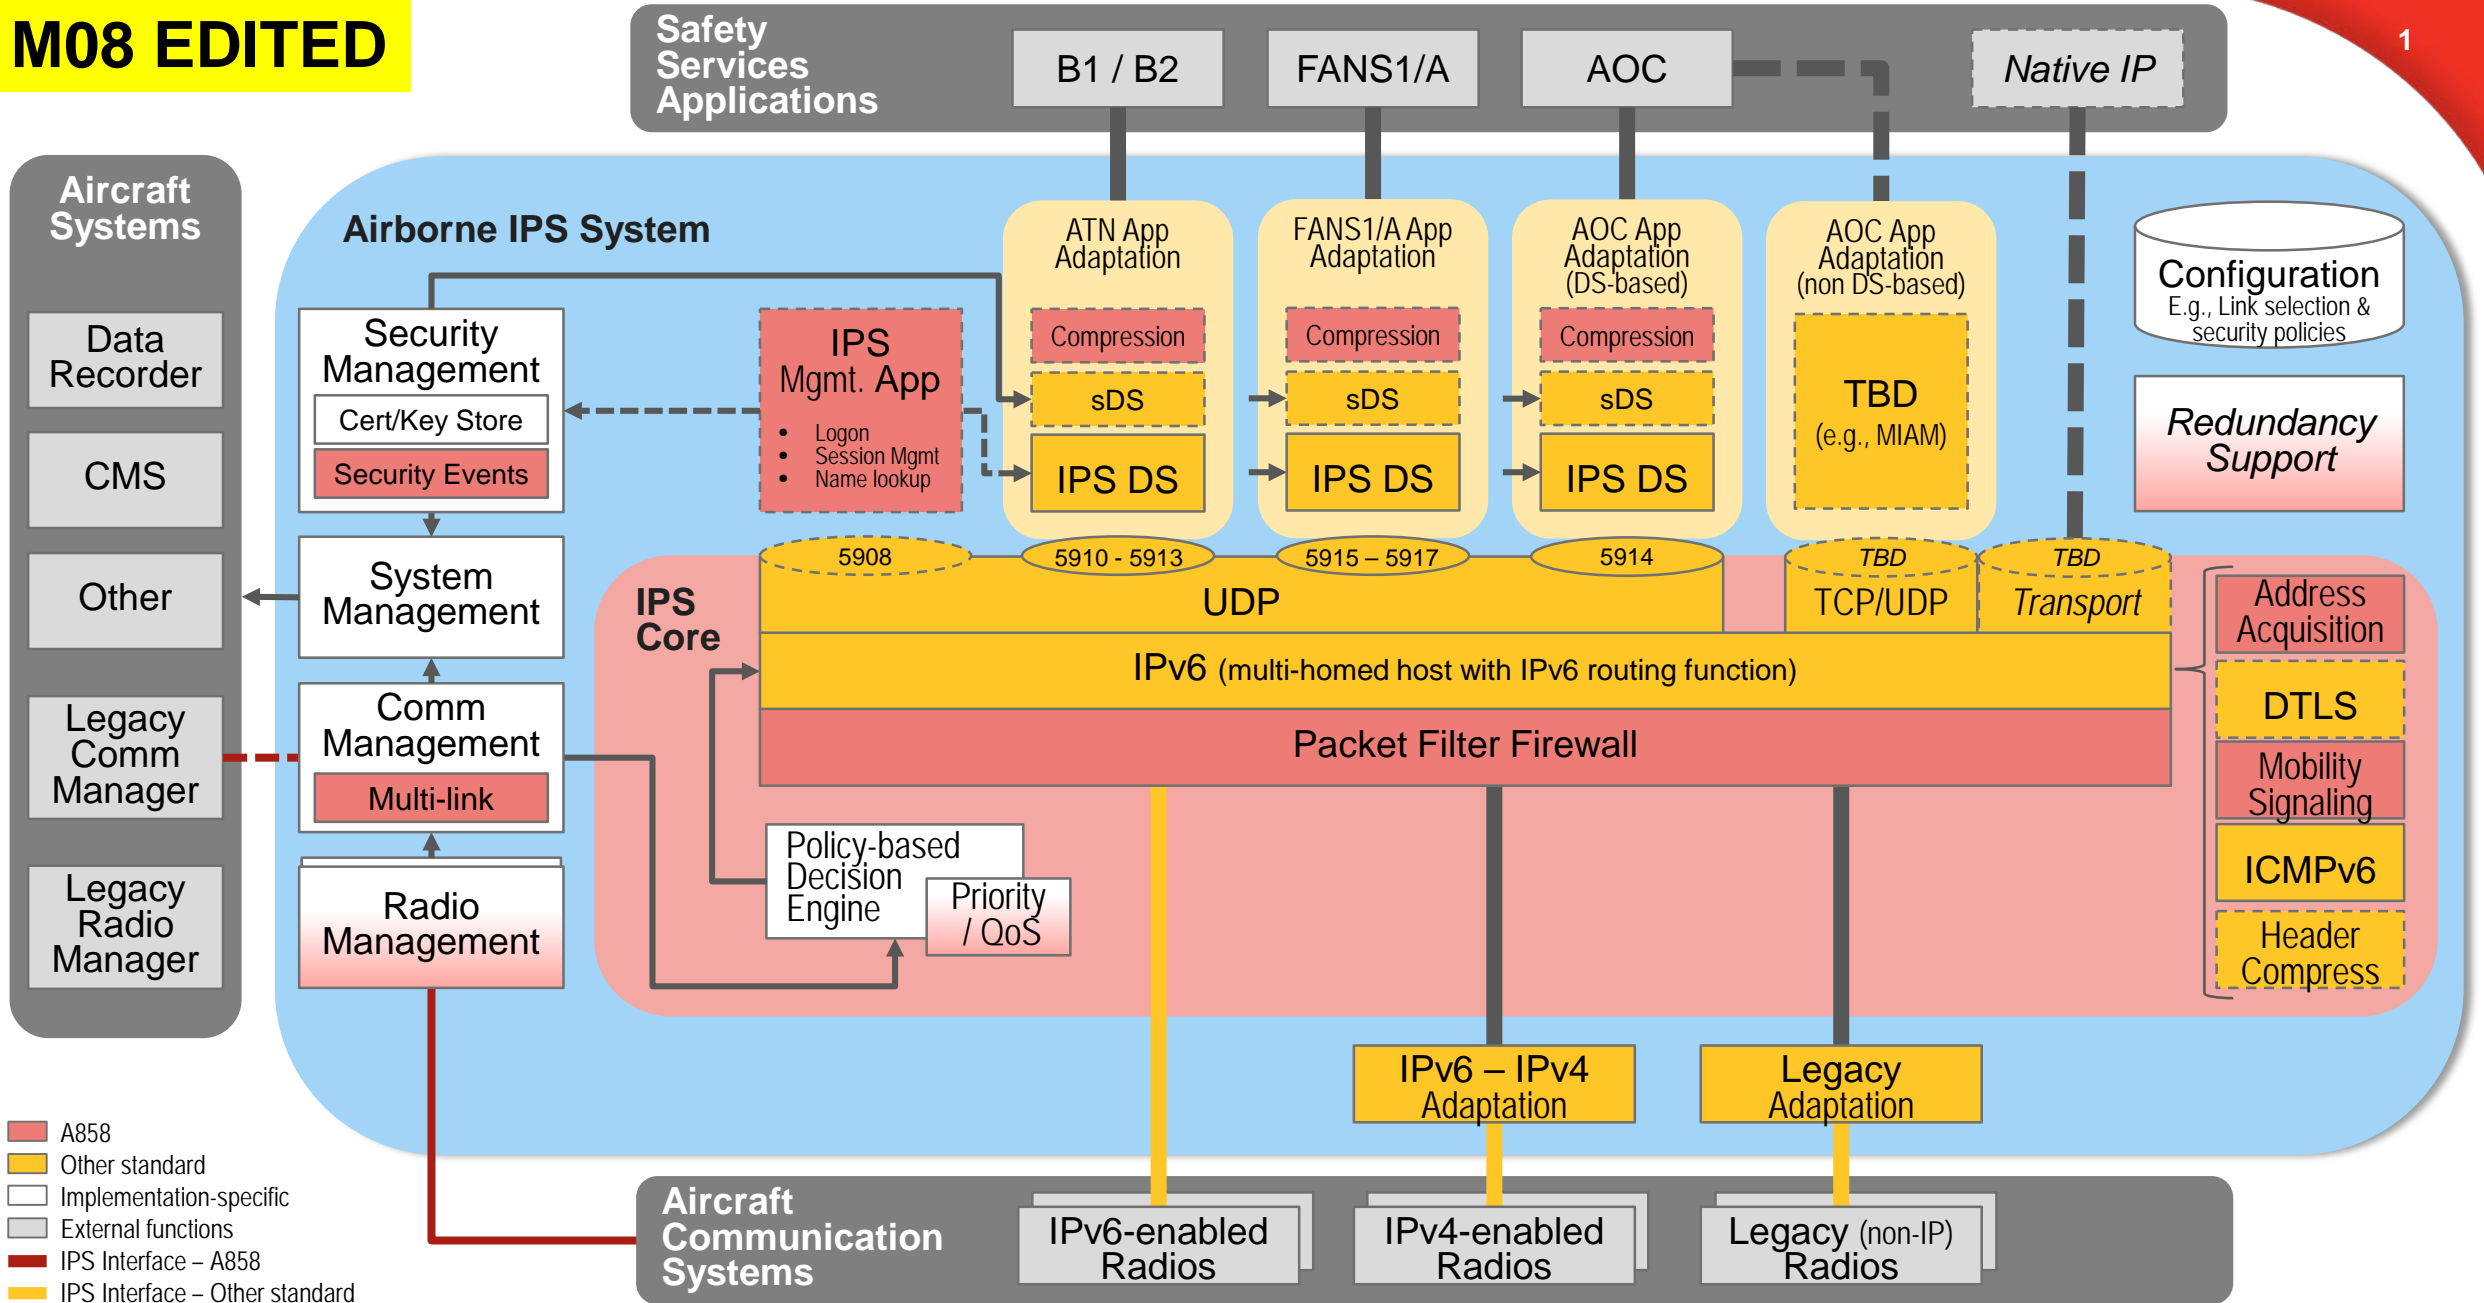 M08 EDITED
1
Safety
Services
Applications
B1 / B2
FANS1/A
AOC
Native IP
Aircraft
Systems
Data
Recorder
CMS
Other
Legacy
Comm
Manager
Legacy
Radio
Manager
Airborne IPS System
Security
Management
Cert/Key Store
Security Events
System
Management
Comm
Management
Multi-link
Radio
Management
IPS
Mgmt. App
• Logon
• Session Mgmt
• Name lookup
ATN App
Adaptation
Compression
sDS
IPS DS
FANS1/A App
Adaptation
Compression
sDS
IPS DS
AOC App
Adaptation
(DS-based)
Compression
sDS
IPS DS
AOC App
Adaptation
(non DS-based)
TBD
(e.g., MIAM)
Configuration
E.g., Link selection &
security policies
Redundancy
Support
IPS
Core
5908
5910 - 5913
5915 – 5917
5914
TBD
TBD
UDP
TCP/UDP
Transport
IPv6 (multi-homed host with IPv6 routing function)
Packet Filter Firewall
Policy-based
Decision
Engine
Priority
/ QoS
Address
Acquisition
DTLS
Mobility
Signaling
ICMPv6
Header
Compress
IPv6 – IPv4
Adaptation
Legacy
Adaptation
Aircraft
Communication
Systems
IPv6-enabled
Radios
IPv4-enabled
Radios
Legacy (non-IP)
Radios
A858
Other standard
Implementation-specific
External functions
IPS Interface – A858
IPS Interface – Other standard